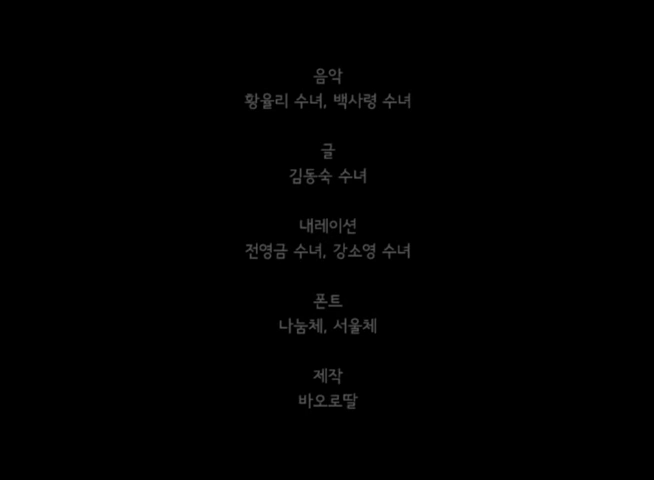 음악
황율리 수녀, 백사령 수녀
글
김동숙 수녀
내레이션
전영금 수녀, 강소영 수녀
폰트
나눔체, 서울체
제작
바오로딸